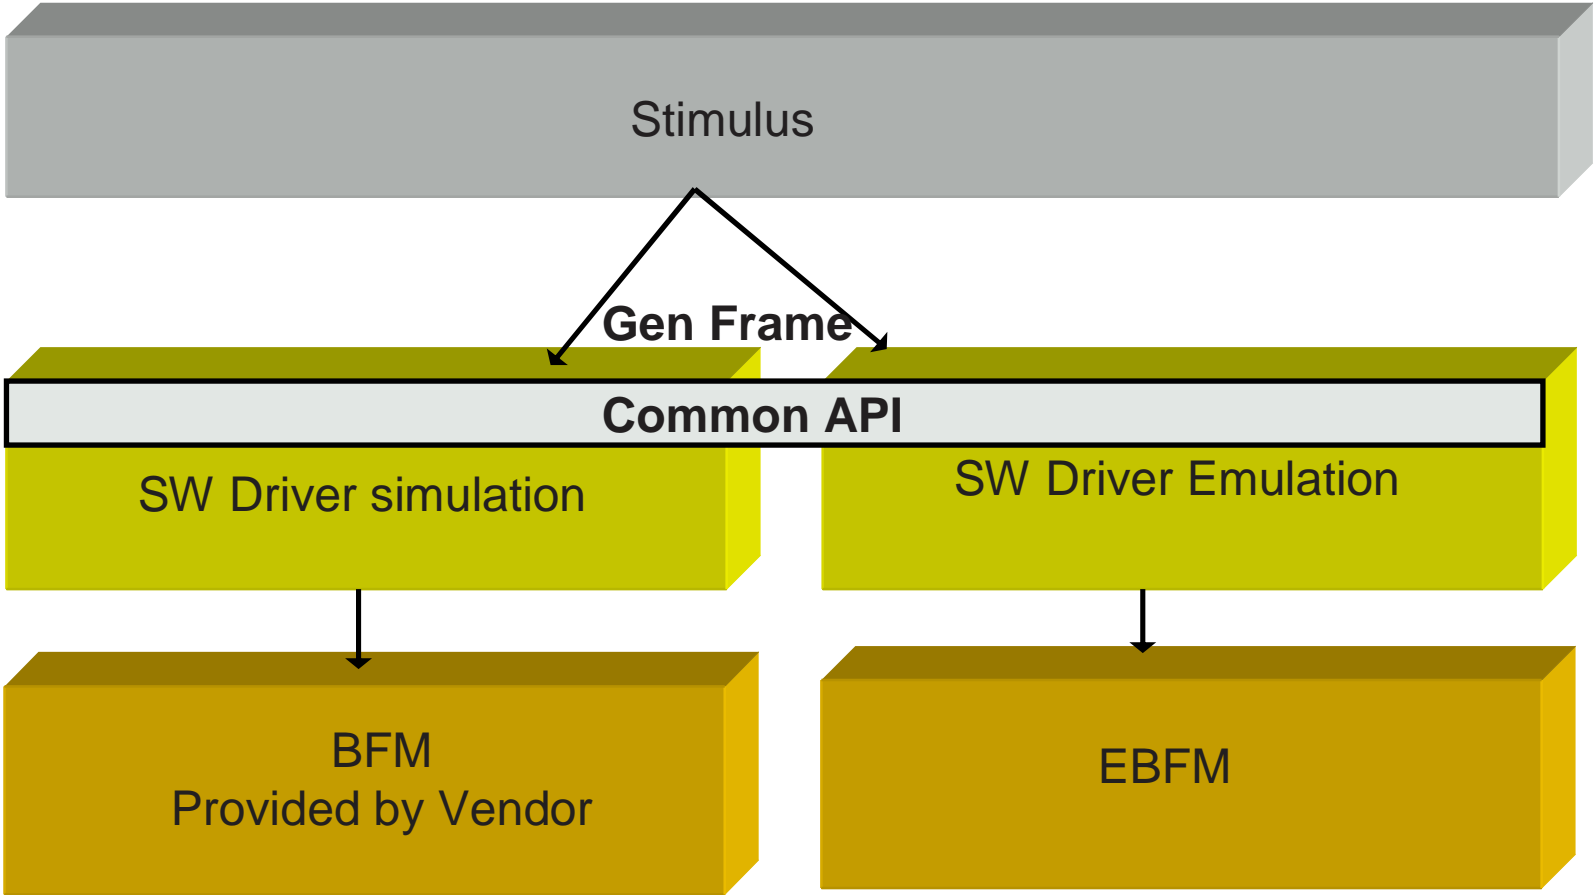 Stimulus
Gen Frame
Common API
SW Driver simulation
SW Driver Emulation
BFM
Provided by Vendor
EBFM